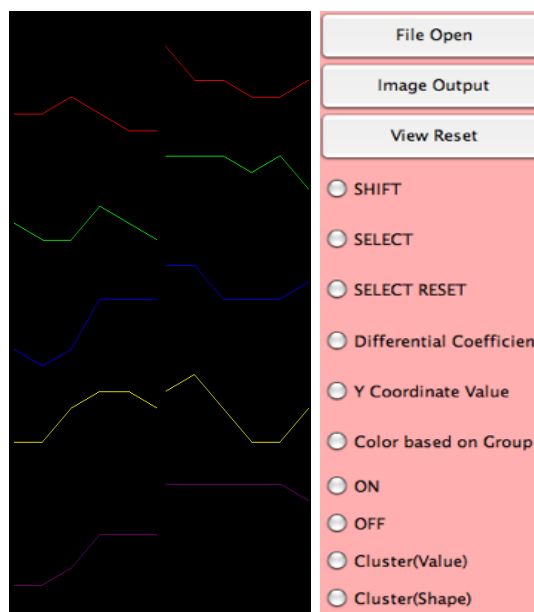 File Open
Image Output
View Reset
SHIFT
SELECT
SELECT RESET
Differential Coefficien
Y Coordinate Value
Color based on Group
ON
OFF
Cluster(Value)
Cluster(Shape)